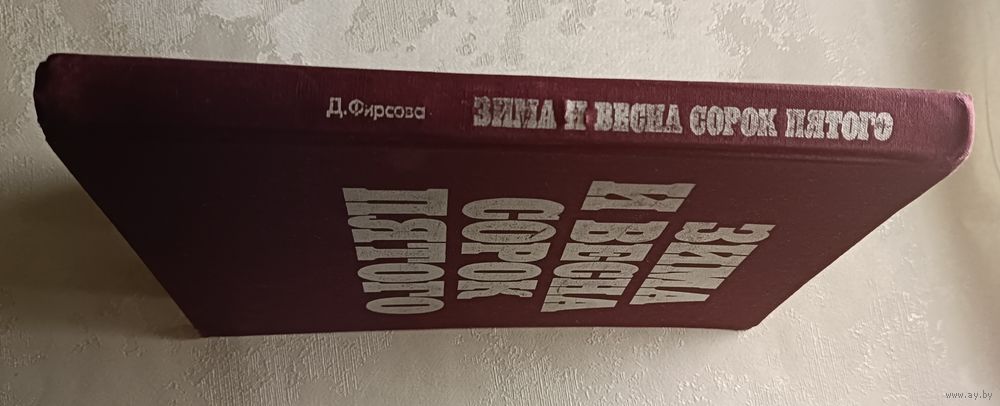 Д.Фирсова ЗИМА И ВЕСНА СОРОК ПЯТОГО
ЗИМА
И ВЕСНА
СОРОК
ПЯТОГО
www.ay.by